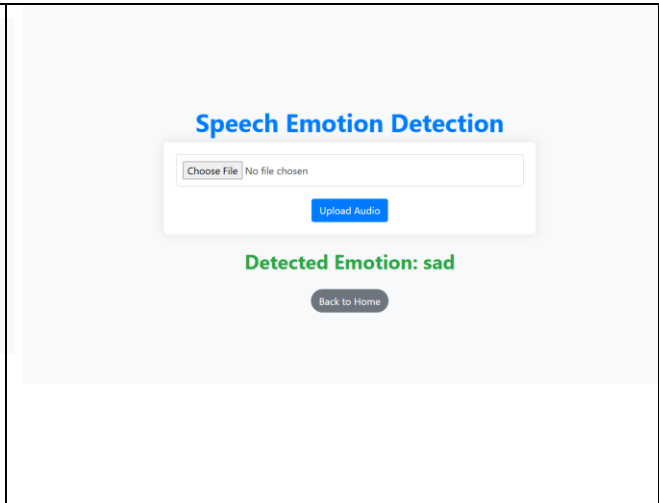 Speech Emotion Detection
Choose File No file chosen
Upload Audio
Detected Emotion: sad
Back to Home